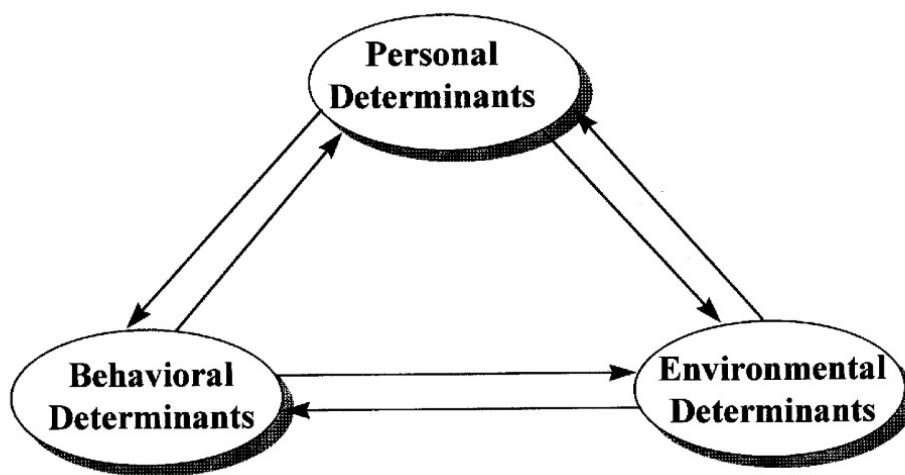 Personal
Determinants
Behavioral
Determinants
Environmental
Determinants